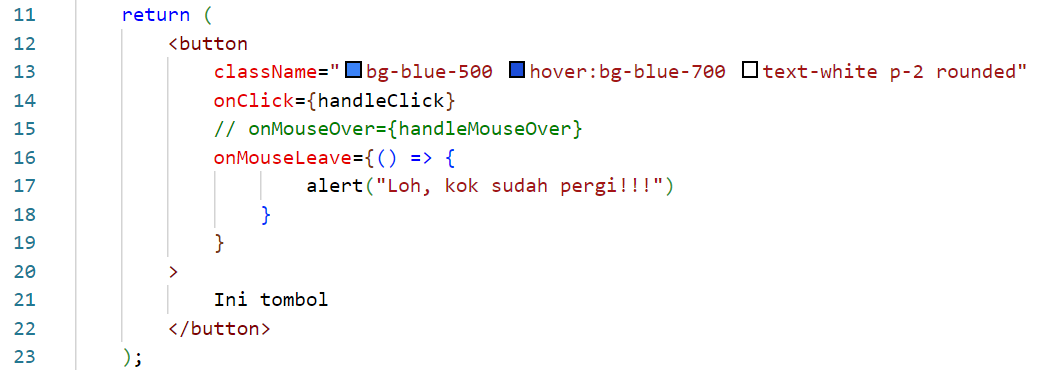 11 return (
12 <button
13 className="bg-blue-500 hover:bg-blue-700 text-white p-2 rounded"
14 onClick={handleClick}
15 // onMouseOver={handleMouseOver}
16 onMouseLeave={() => {
17 alert("Loh, kok sudah pergi!!!")
18 }
19 }
20 >
21 Ini tombol
22 </button>
23 );